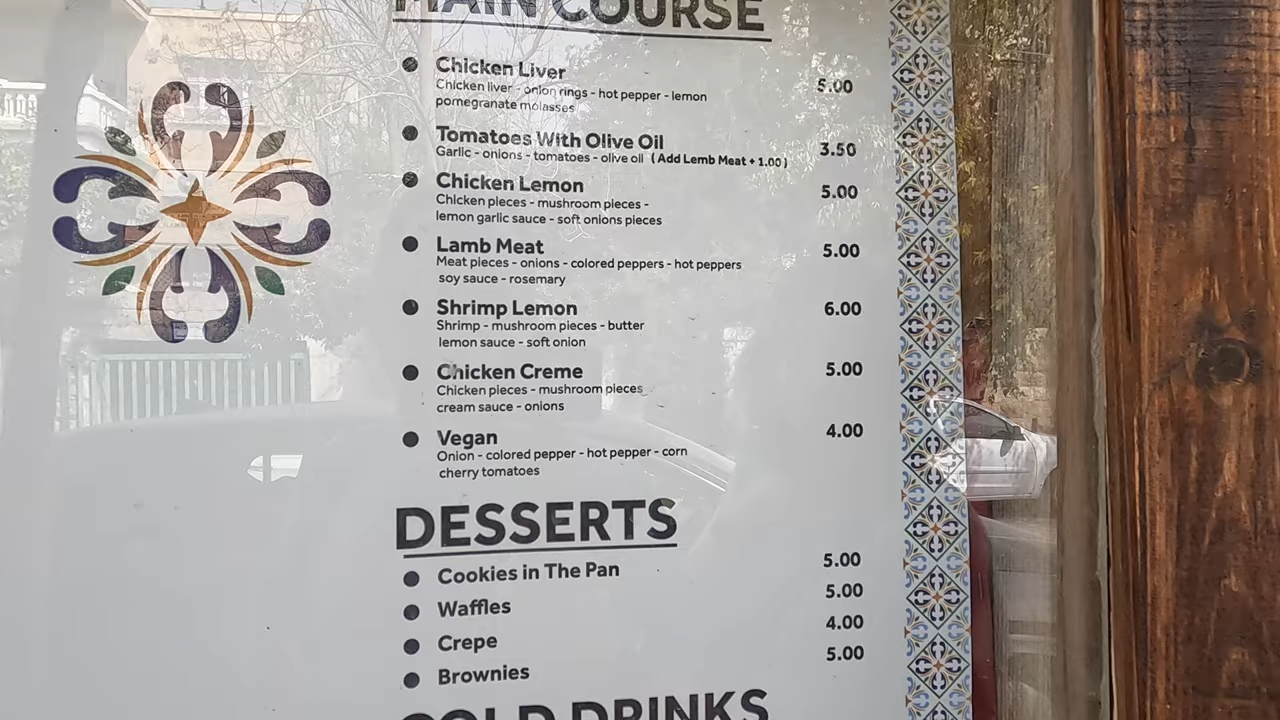 MAIN COURSE
Chicken Liver 5.00
Chicken liver - onion rings - hot pepper - lemon
pomegranate molasses
Tomatoes With Olive Oil 3.50
Garlic - onions - tomatoes - olive oil ( Add Lemb Meat + 1.00 )
Chicken Lemon 5.00
Chicken pieces - mushroom pieces -
lemon garlic sauce - soft onions pieces
Lamb Meat 5.00
Meat pieces - onions - colored peppers - hot peppers
soy sauce - rosemary
Shrimp Lemon 6.00
Shrimp - mushroom pieces - butter
lemon sauce - soft onion
Chicken Creme 5.00
Chicken pieces - mushroom pieces
cream sauce - onions
Vegan 4.00
Onion - colored pepper - hot pepper - corn
cherry tomatoes
DESSERTS
Cookies in The Pan 5.00
Waffles 5.00
Crepe 4.00
Brownies 5.00
COLD DRINKS